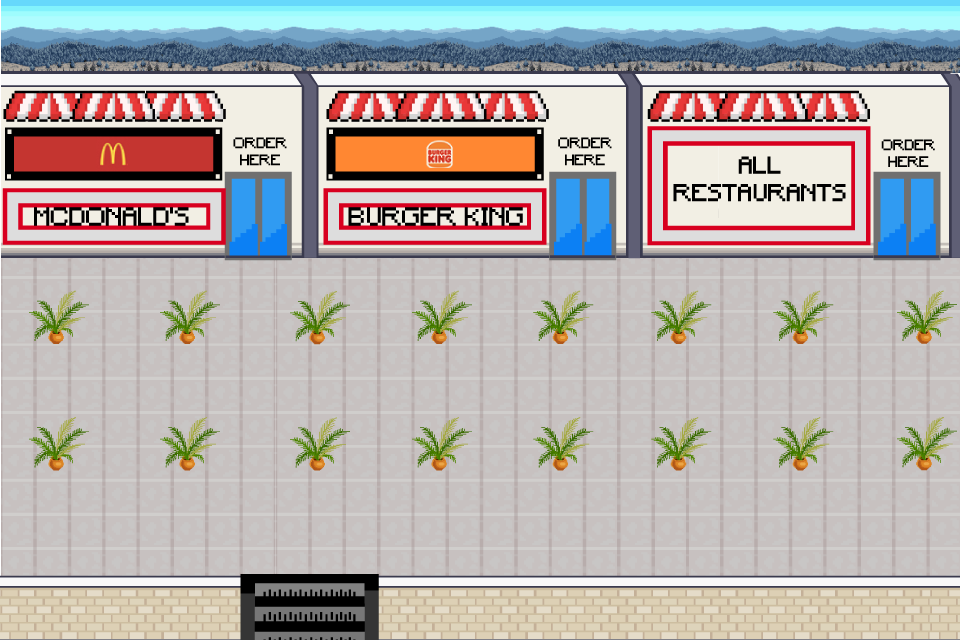 ORDER
HERE
MCDONALD'S
BURGER
KING
ORDER
HERE
BURGER KING
ALL
RESTAURANTS
ORDER
HERE